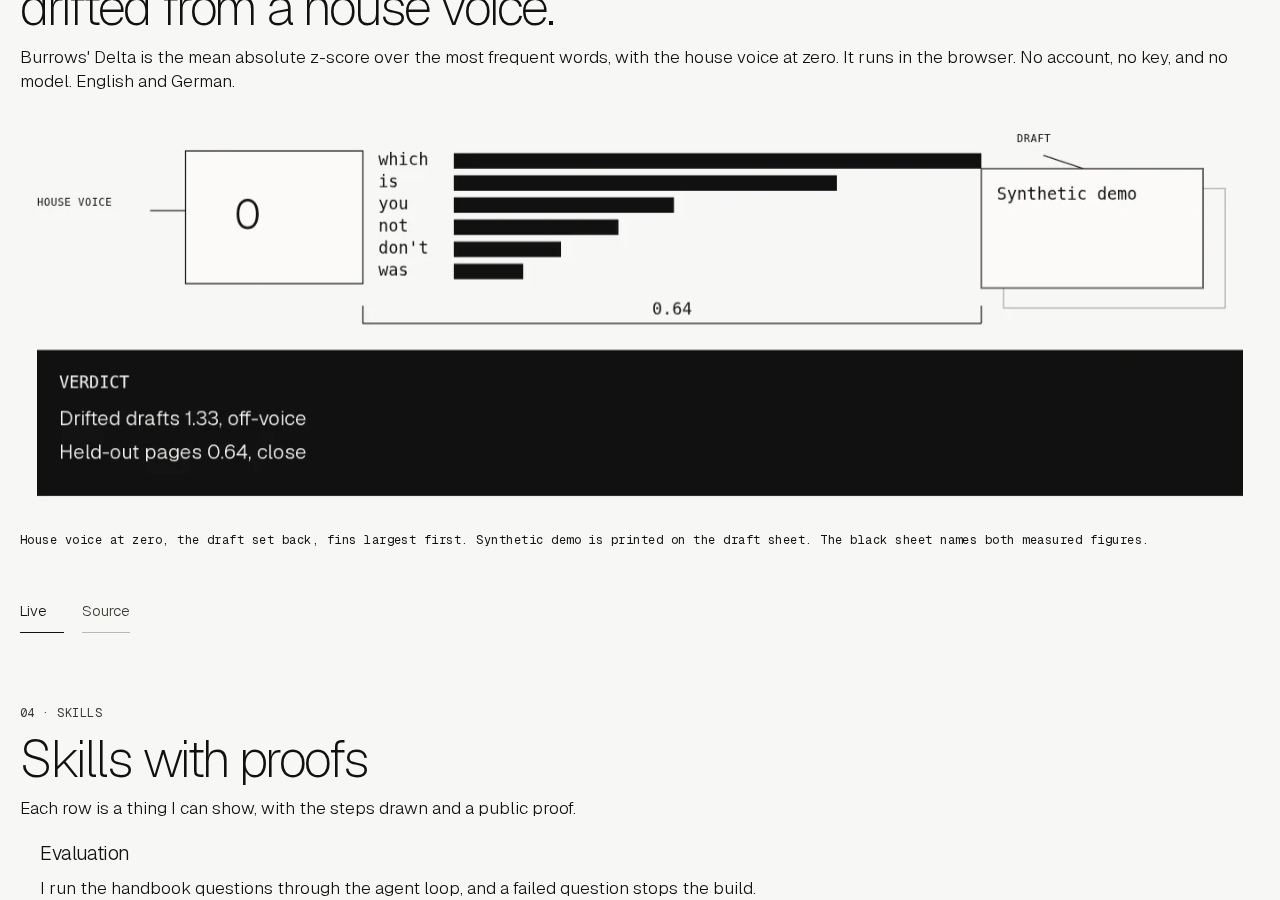 drifted from a house voice.
Burrows' Delta is the mean absolute z-score over the most frequent words, with the house voice at zero. It runs in the browser. No account, no key, and no
model. English and German.
DRAFT
HOUSE VOICE
0
which
is
you
not
don't
was
Synthetic demo
0.64
VERDICT
Drifted drafts 1.33, off-voice
Held-out pages 0.64, close
House voice at zero, the draft set back, fins largest first. Synthetic demo is printed on the draft sheet. The black sheet names both measured figures.
Live
Source
04 · SKILLS
Skills with proofs
Each row is a thing I can show, with the steps drawn and a public proof.
Evaluation
I run the handbook questions through the agent loop, and a failed question stops the build.